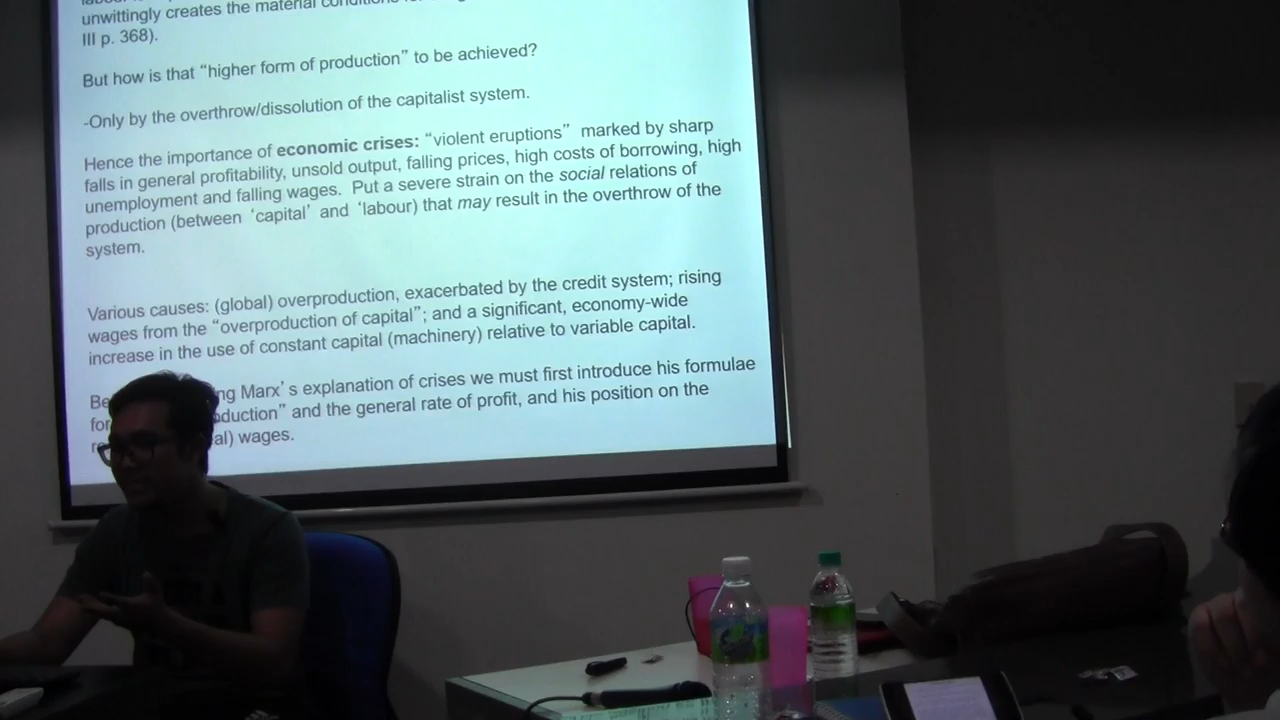 unwittingly creates the material
III p. 368).
But how is that “higher form of production” to be achieved?
-Only by the overthrow/dissolution of the capitalist system.
Hence the importance of economic crises: “violent eruptions” marked by sharp
falls in general profitability, unsold output, falling prices, high costs of borrowing, high
unemployment and falling wages. Put a severe strain on the social relations of
production (between ‘capital’ and ‘labour) that may result in the overthrow of the
system.
Various causes: (global) overproduction, exacerbated by the credit system; rising
wages from the “overproduction of capital”; and a significant, economy-wide
increase in the use of constant capital (machinery) relative to variable capital.
Marx’s explanation of crises we must first introduce his formulae
for and the general rate of profit, and his position on the
wages.